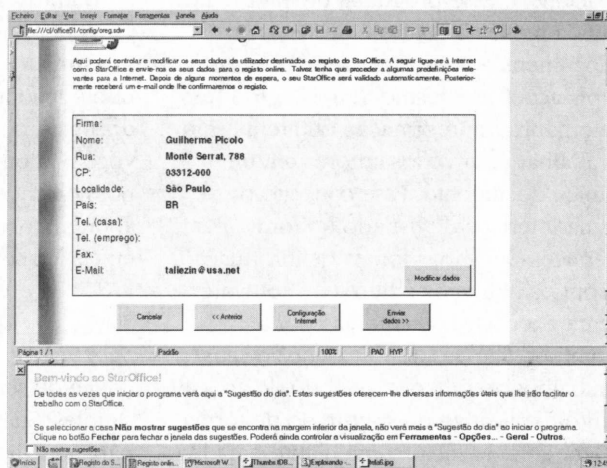 Ficheiro Editar Ver Inserir Formatar Ferramentas Janela Ajuda
file:///c|/office51/config/oreg.sdw
Aqui poderá controlar e modificar os seus dados de utilizador destinados ao registo do StarOffice. A seguir ligue-se à Internet
com o StarOffice e envie-nos os seus dados para o registo online. Talvez tenha que proceder a algumas predefinições rele-
vantes para a Internet. Depois de alguns momentos de espera, o seu StarOffice será validado automaticamente. Posterior-
mente receberá um e-mail onde lhe confirmaremos o registo.
Firma:
Nome: Guilherme Picolo
Rua: Monte Serrat, 788
CP: 03312-000
Localidade: São Paulo
País: BR
Tel. (casa):
Tel. (emprego):
Fax:
E-Mail: taliezin@usa.net
Modificar dados
Cancelar << Anterior Configuração Internet Enviar dados >>
Página 1 / 1 Padrão 100% PAD HYP
Bem-vindo ao StarOffice!
De todas as vezes que iniciar o programa verá aqui a "Sugestão do dia". Estas sugestões oferecem-lhe diversas informações úteis que lhe irão facilitar o
trabalho com o StarOffice.
Se seleccionar a casa Não mostrar sugestões que se encontra na margem inferior da janela, não verá mais a "Sugestão do dia" ao iniciar o programa.
Clique no botão Fechar para fechar a janela das sugestões. Poderá ainda controlar a visualização em Ferramentas - Opções... - Geral - Outros.
Não mostrar sugestões
Início Registo do S... Registo onlin... Microsoft W... Thumbs IDB... Explorando -...